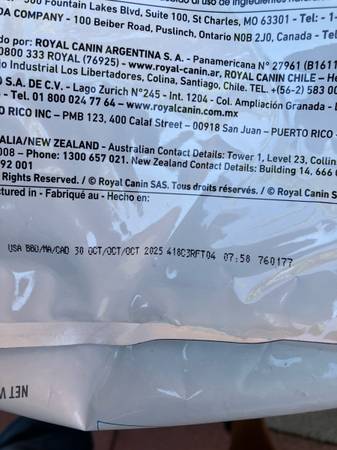 500 Fountain Lakes Blvd, Suite 100, St Charles, MO 63301 - Tel: - 1-
DA COMPANY - 100 Beiber Road, Puslinch, Ontario N0B 2J0, Canada - Tel
do por: ROYAL CANIN ARGENTINA S. A. - Panamericana N° 27961 (B1611
0800 333 ROYAL (76925) - www.royal-canin.ar, ROYAL CANIN CHILE – He
jo Industrial Los Libertadores, Colina, Santiago, Chile. TEL. +(56-2) 583 00
O S.A. DE C.V. - Lago Zurich N°245 - Int. 1204 - Col. Ampliación Granada - D
- Tel. 01 800 024 77 64 - www.royalcanin.com.mx
RICO INC – PMB 123, 400 Calaf Street – 00918 San Juan – PUERTO RICO -
ALIA/NEW ZEALAND - Australian Contact Details: Tower 1, Level 23, Collin
008 – Phone: 1300 657 021. New Zealand Contact Details: Building 14, 666
92 001
Rights Reserved. / © Royal Canin SAS. Tous droits réservés. / © Royal Canin S
ctured in - Fabriqué au - Hecho en:
USA BBD/MA/CAD 30 OCT/OCT/OCT 2025 418C3RFT04 07:58 760177
NET W